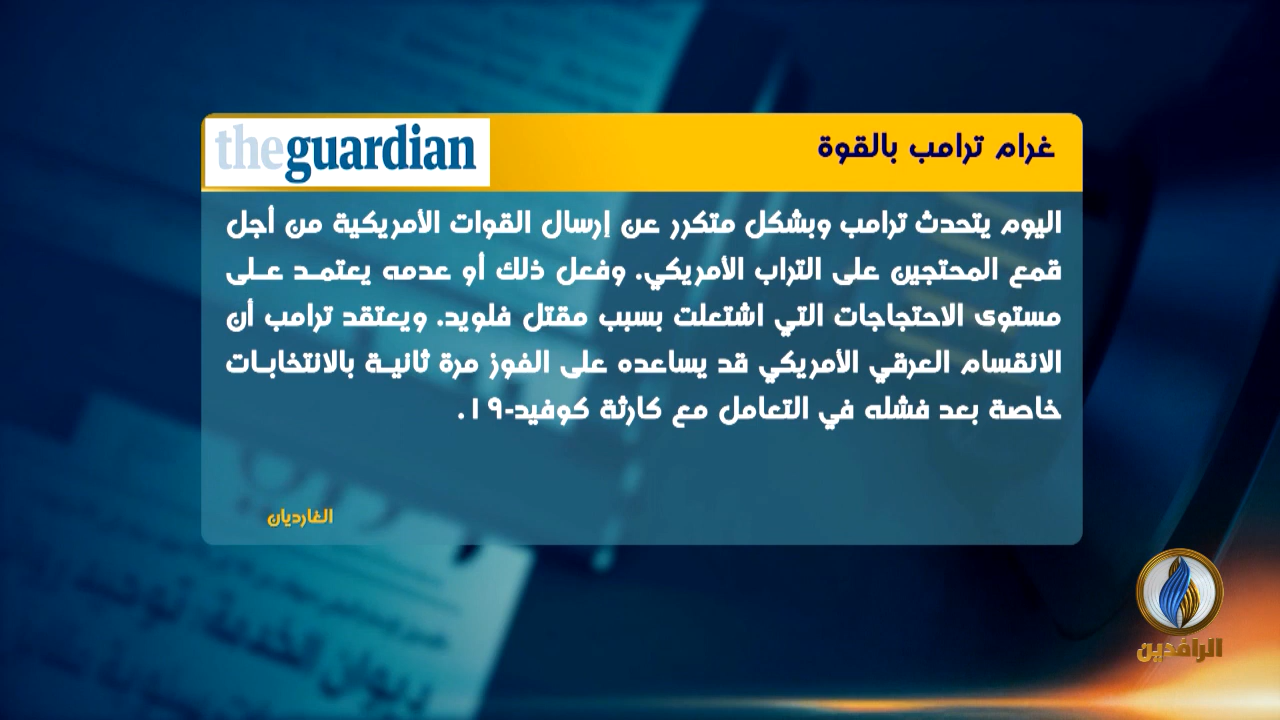 غرام ترامب بالقوة
theguardian
اليوم يتحدث ترامب وبشكل متكرر عن إرسال القوات الأمريكية من أجل
قمع المحتجين على التراب الأمريكي. وفعل ذلك أو عدمه يعتمد على
مستوى الاحتجاجات التي اشتعلت بسبب مقتل فلويد. ويعتقد ترامب أن
الانقسام العرقي الأمريكي قد يساعده على الفوز مرة ثانية بالانتخابات
خاصة بعد فشله في التعامل مع كارثة كوفيد-١٩.
الغارديان
الرافدين